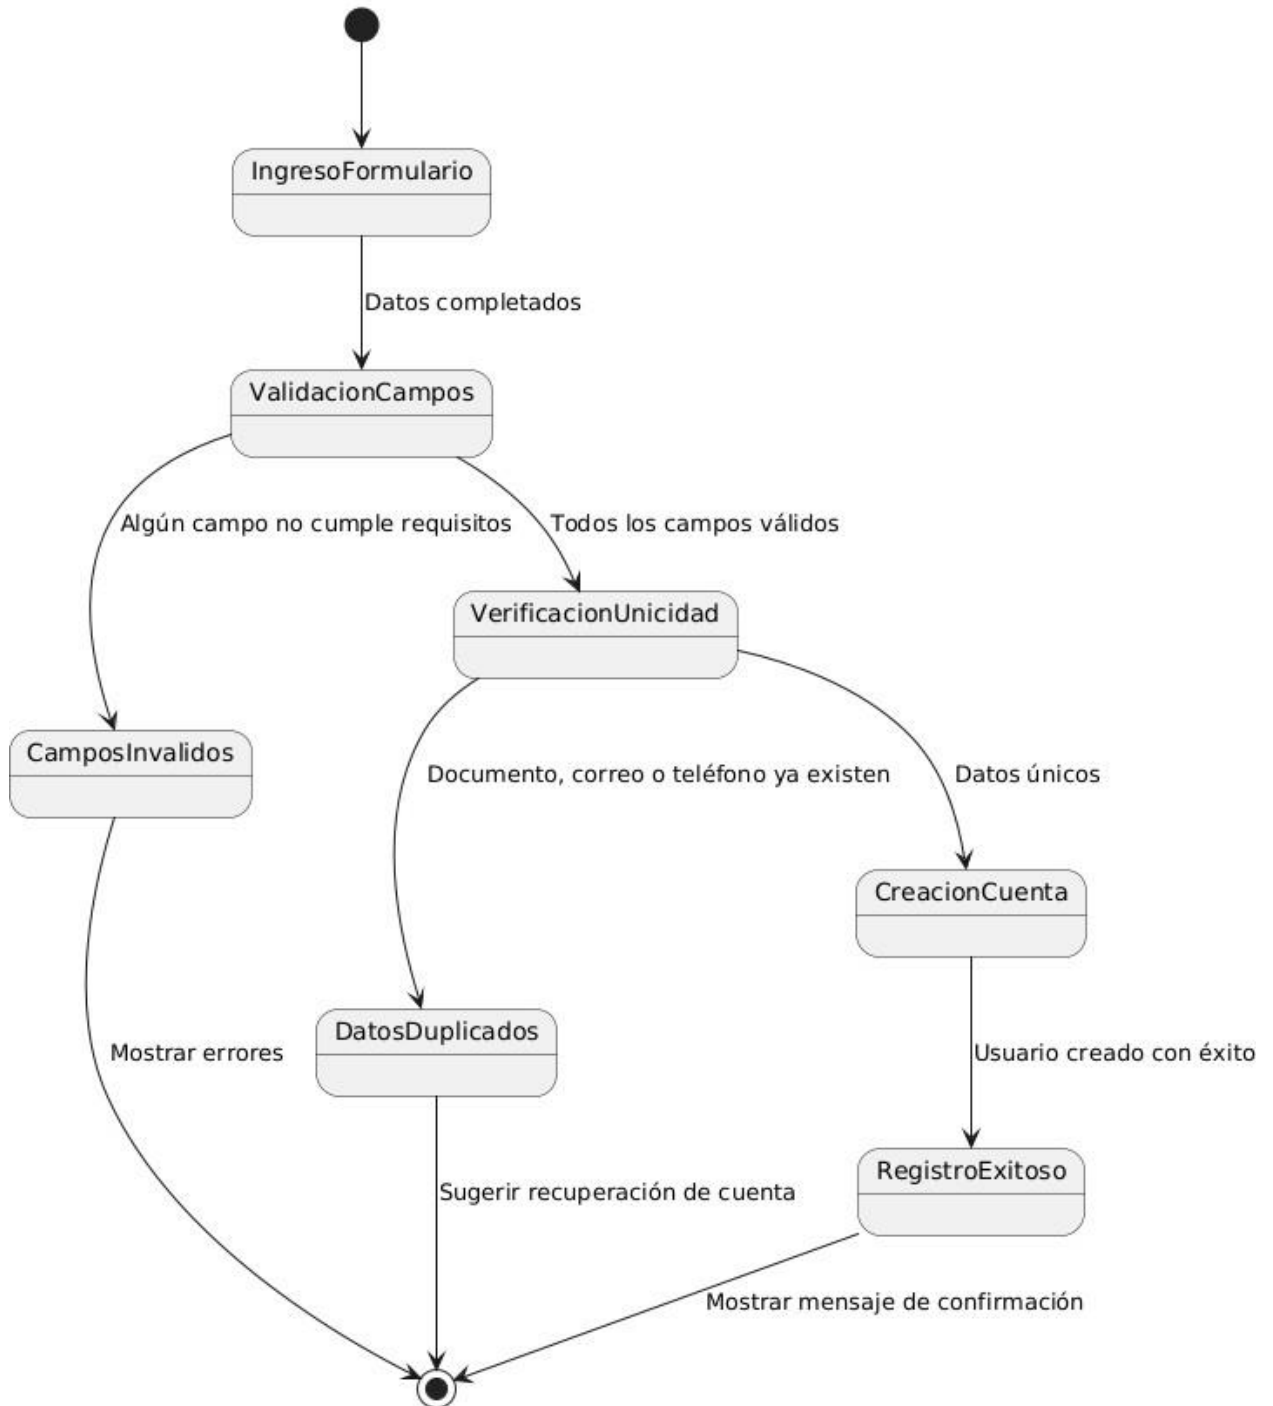 IngresoFormulario
Datos completados
ValidacionCampos
Algún campo no cumple requisitos
Todos los campos válidos
VerificacionUnicidad
CamposInvalidos
Documento, correo o teléfono ya existen
Datos únicos
CreacionCuenta
DatosDuplicados
Mostrar errores
Usuario creado con éxito
RegistroExitoso
Sugerir recuperación de cuenta
Mostrar mensaje de confirmación